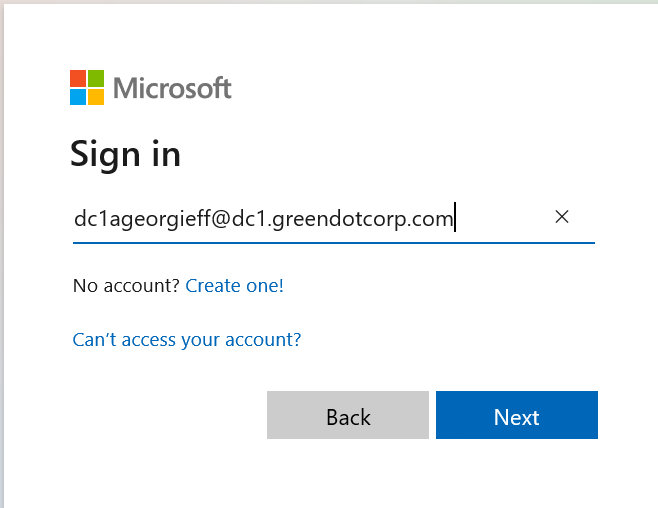 Microsoft
Sign in
dc1ageorgieff@dc1.greendotcorp.com
No account? Create one!
Can't access your account?
Back
Next